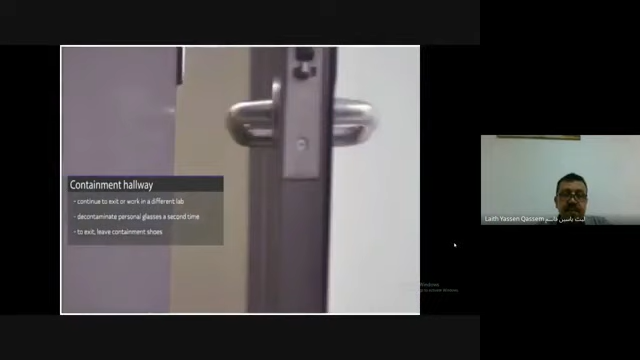 Containment hallway
- continue to exit or work in a different lab
- decontaminate personal glasses a second time
- to exit, leave containment shoes
Laith Yassen Qassem ليث ياسين قاسم